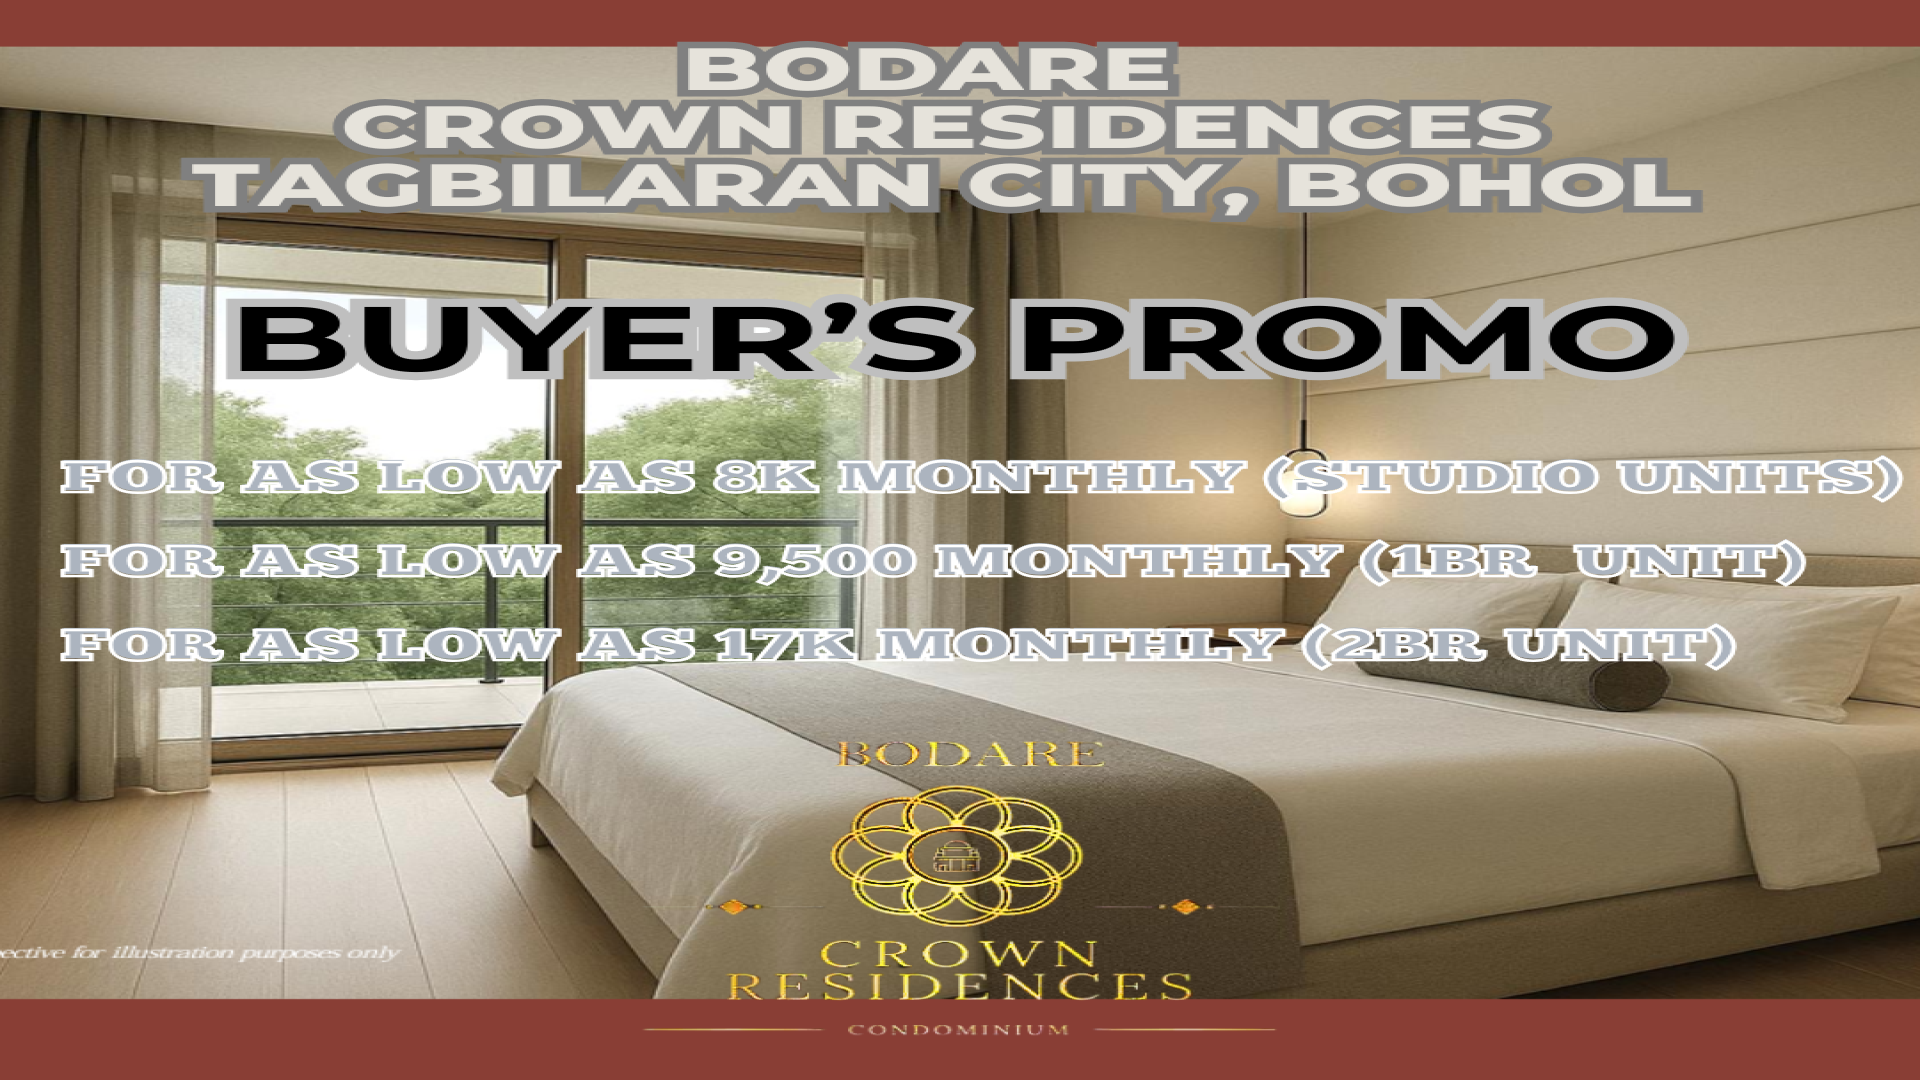 BODARE
CROWN RESIDENCES
TAGBILARAN CITY, BOHOL
BUYER'S PROMO
FOR AS LOW AS 8K MONTHLY (STUDIO UNITS)
FOR AS LOW AS 9,500 MONTHLY (1BR UNIT)
FOR AS LOW AS 17K MONTHLY (2BR UNIT)
BODARE
CROWN
RESIDENCES
for illustration purposes only
CONDOMINIUM